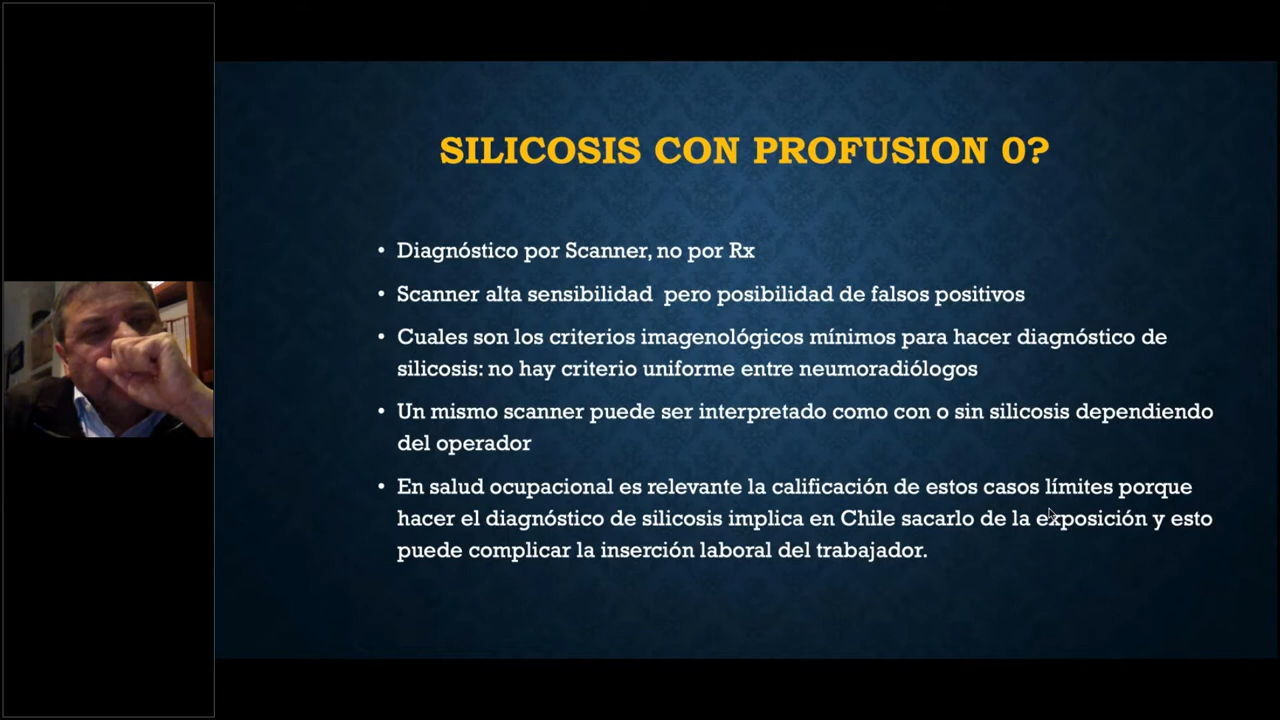 SILICOSIS CON PROFUSION 0?
• Diagnóstico por Scanner, no por Rx
• Scanner alta sensibilidad pero posibilidad de falsos positivos
• Cuales son los criterios imagenológicos mínimos para hacer diagnóstico de
silicosis: no hay criterio uniforme entre neumoradiólogos
• Un mismo scanner puede ser interpretado como con o sin silicosis dependiendo
del operador
• En salud ocupacional es relevante la calificación de estos casos límites porque
hacer el diagnóstico de silicosis implica en Chile sacarlo de la exposición y esto
puede complicar la inserción laboral del trabajador.